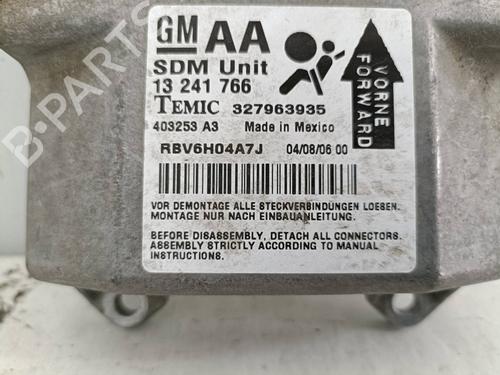 B-PARTS
GM AA
SDM Unit
13 241 766
TEMIC 327963935
403253 A3 Made in Mexico
RBV6H04A7J 04/08/06 00
VORNE
FORWARD
VOR DEMONTAGE ALLE STECKVERBINDUNGEN LOESEN.
MONTAGE NUR NACH EINBAUANLEITUNG.
BEFORE DISASSEMBLY, DETACH ALL CONNECTORS.
ASSEMBLY STRICTLY ACCORDING TO MANUAL
INSTRUCTIONS.